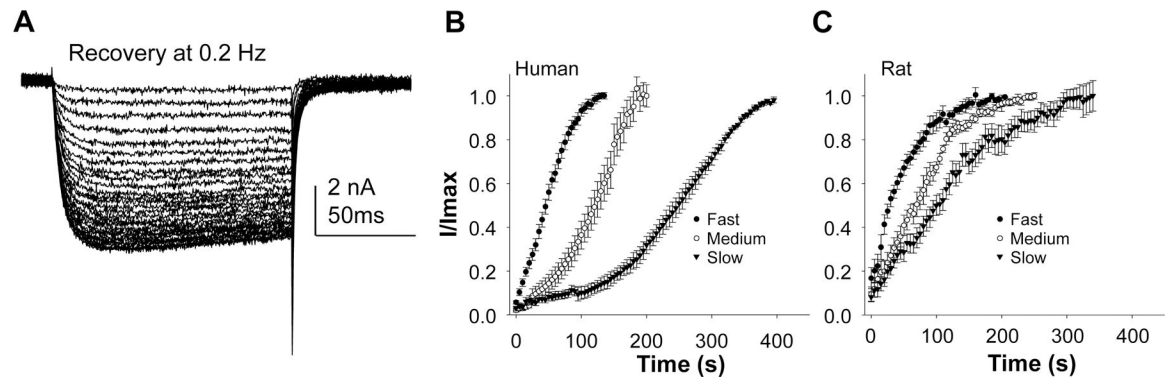 A
Recovery at 0.2 Hz
2 nA
50ms
B
Human
I/Imax
1.0
0.8
0.6
0.4
0.2
0.0
Fast
Medium
Slow
0 100 200 300 400
Time (s)
C
Rat
1.0
0.8
0.6
0.4
0.2
0.0
Fast
Medium
Slow
0 100 200 300 400
Time (s)